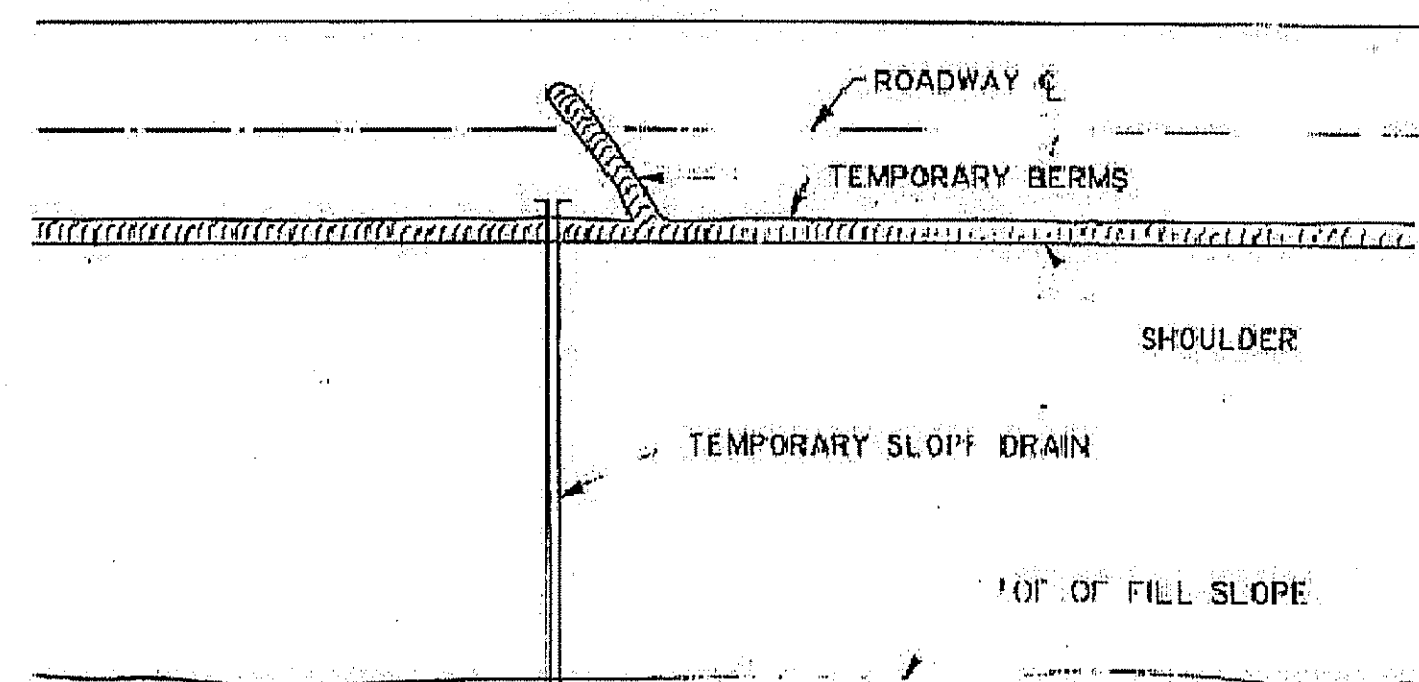 ROADWAY ℄
TEMPORARY BERMS
SHOULDER
TEMPORARY SLOPE DRAIN
OF FILL SLOPE